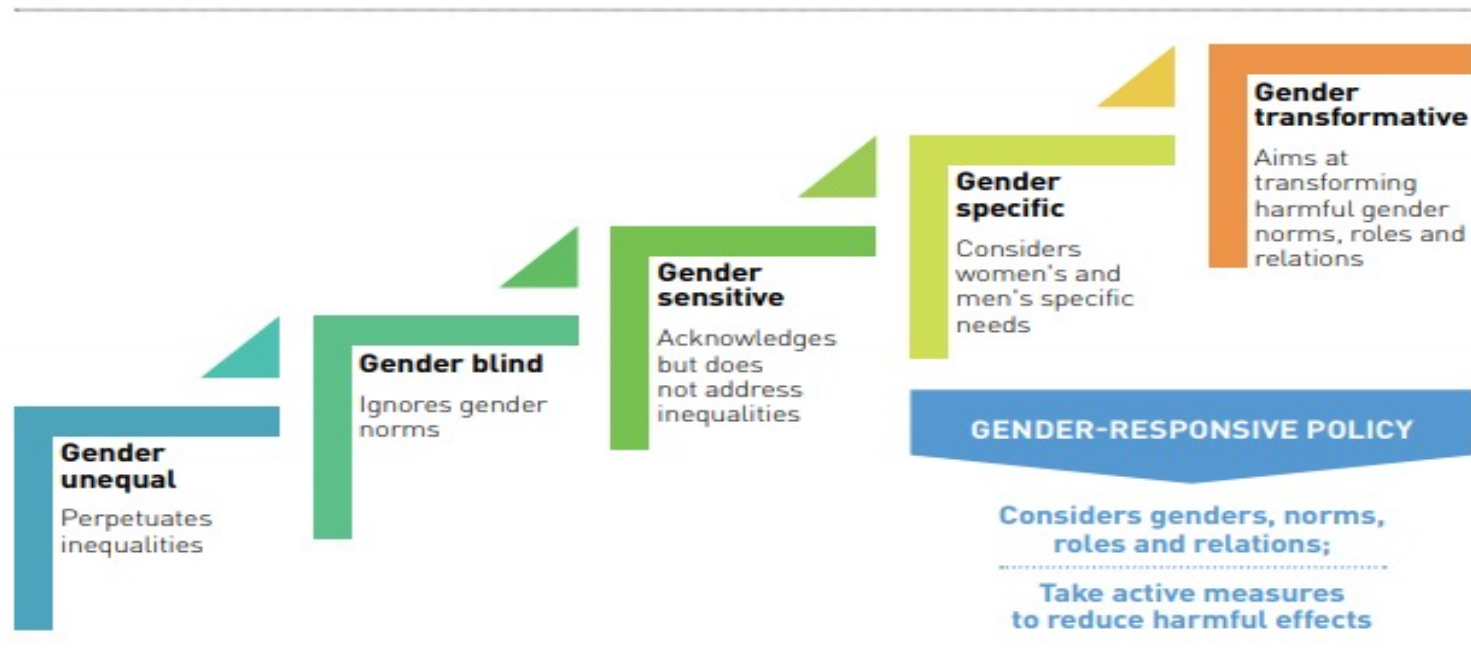 Gender
unequal
Perpetuates
inequalities
Gender blind
Ignores gender
norms
Gender
sensitive
Acknowledges
but does
not address
inequalities
Gender
specific
Considers
women's and
men's specific
needs
Gender
transformative
Aims at
transforming
harmful gender
norms, roles and
relations
GENDER-RESPONSIVE POLICY
Considers genders, norms,
roles and relations;
Take active measures
to reduce harmful effects